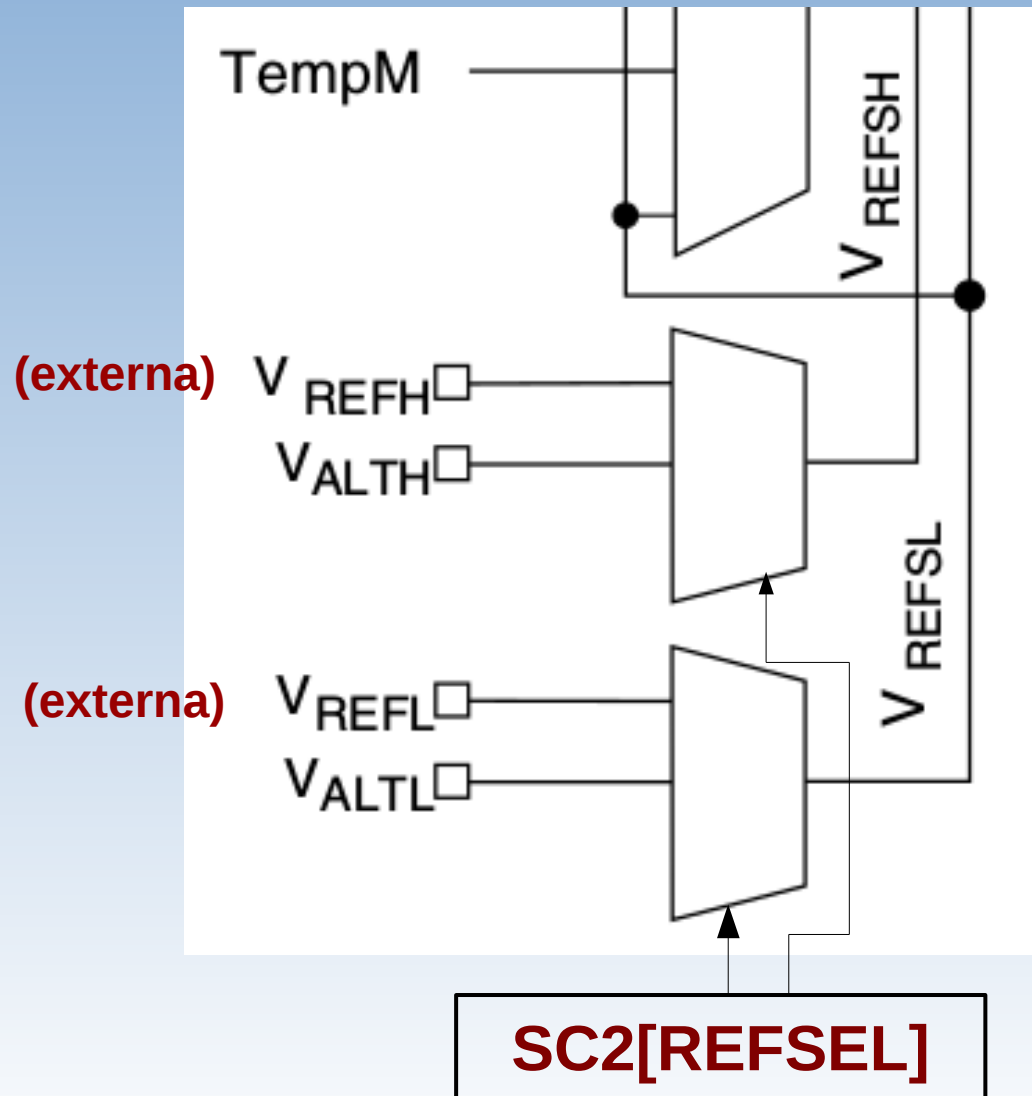 TempM
V REFSH
(externa) V REFH
V ALTH
V REFSL
(externa) V REFL
V ALTL
SC2[REFSEL]